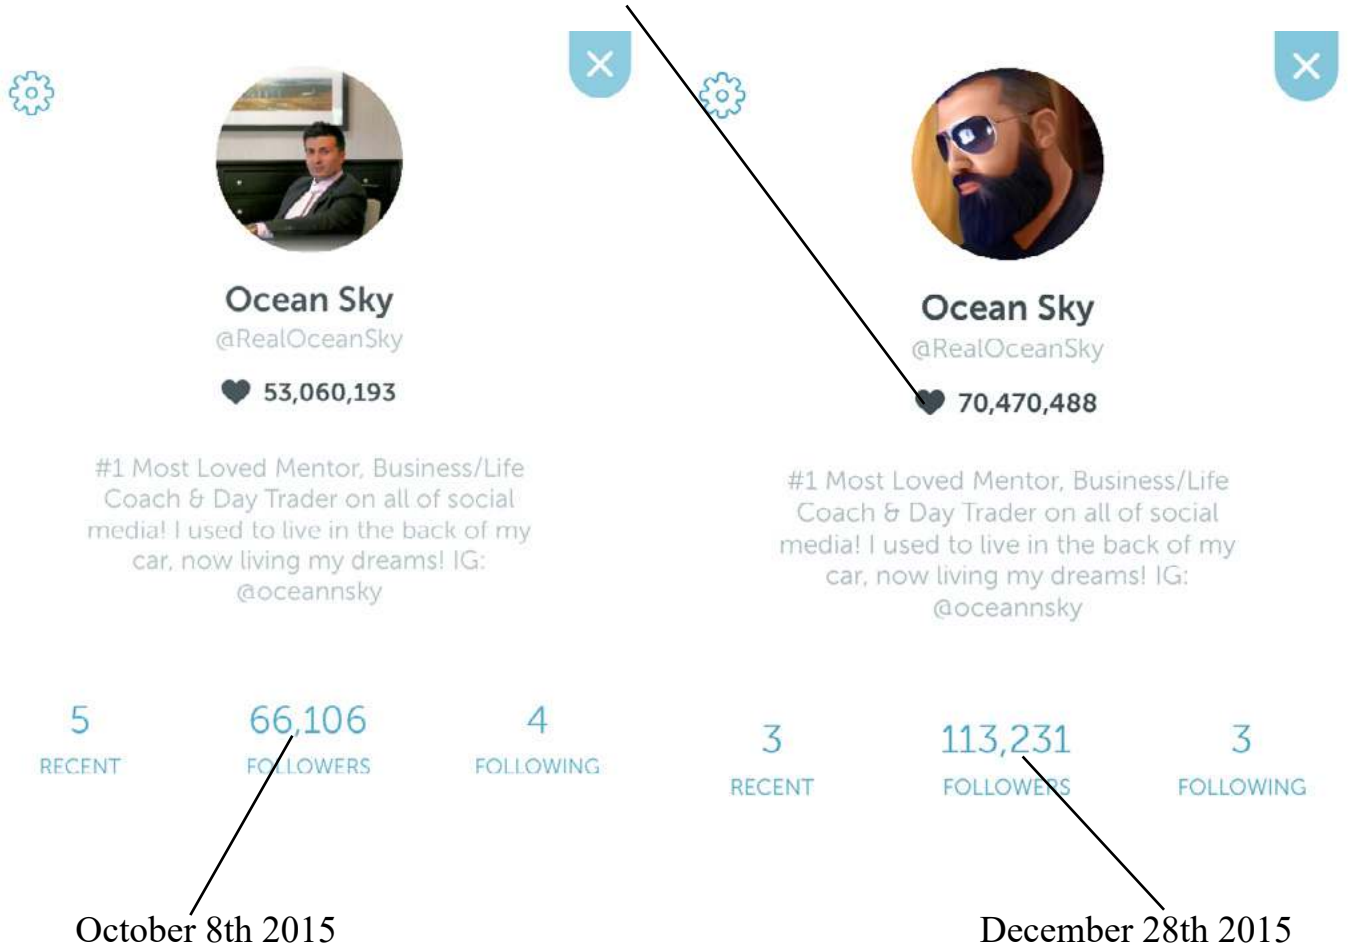 Ocean Sky
@RealOceanSky
53,060,193
#1 Most Loved Mentor, Business/Life
Coach & Day Trader on all of social
media! I used to live in the back of my
car, now living my dreams! IG:
@oceannsky
5
66,106
4
RECENT
FOLLOWERS
FOLLOWING
October 8th 2015
Ocean Sky
@RealOceanSky
70,470,488
#1 Most Loved Mentor, Business/Life
Coach & Day Trader on all of social
media! I used to live in the back of my
car, now living my dreams! IG:
@oceannsky
3
113,231
3
RECENT
FOLLOWERS
FOLLOWING
December 28th 2015